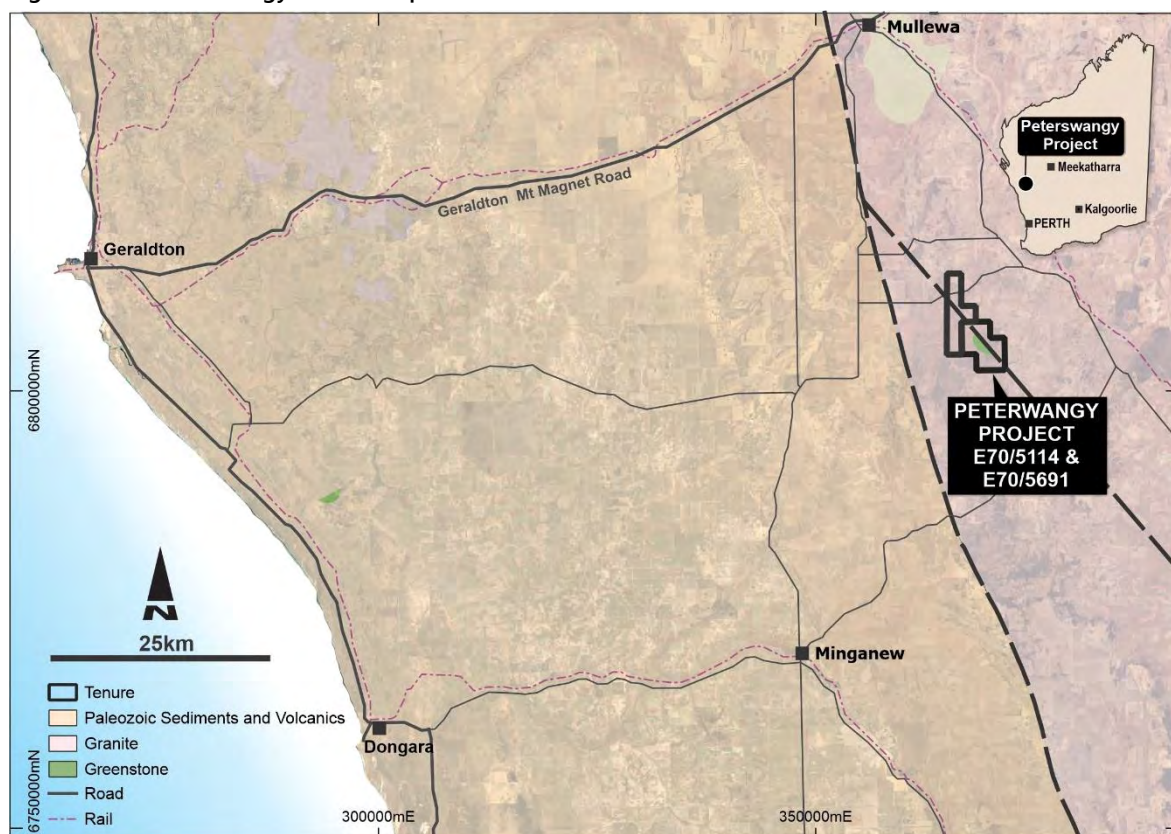 Mullewa
Peterswangy
Project
Meekatharra
Kalgoorlie
PERTH
Geraldton Mt Magnet Road
Geraldton
6800000mN
PETERWANGY
PROJECT
E70/5114 &
E70/5691
N
25km
Minganew
Tenure
Paleozoic Sediments and Volcanics
Granite
Greenstone
Road
Rail
Dongara
6750000mN
300000mE
350000mE